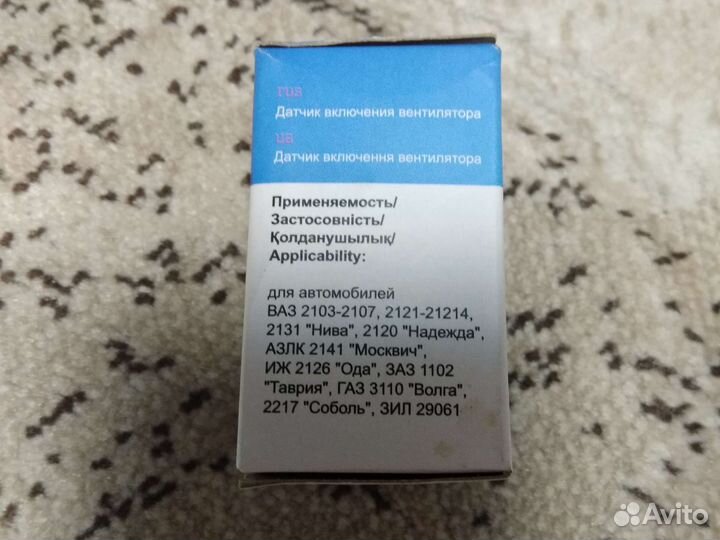 rus
Датчик включения вентилятора
ua
Датчик включення вентилятора
Применяемость/
Застосовність/
Қолданушылық/
Applicability:
для автомобилей
ВАЗ 2103-2107, 2121-21214,
2131 "Нива", 2120 "Надежда",
АЗЛК 2141 "Москвич",
ИЖ 2126 "Ода", ЗАЗ 1102
"Таврия", ГАЗ 3110 "Волга",
2217 "Соболь", ЗИЛ 29061
Avito